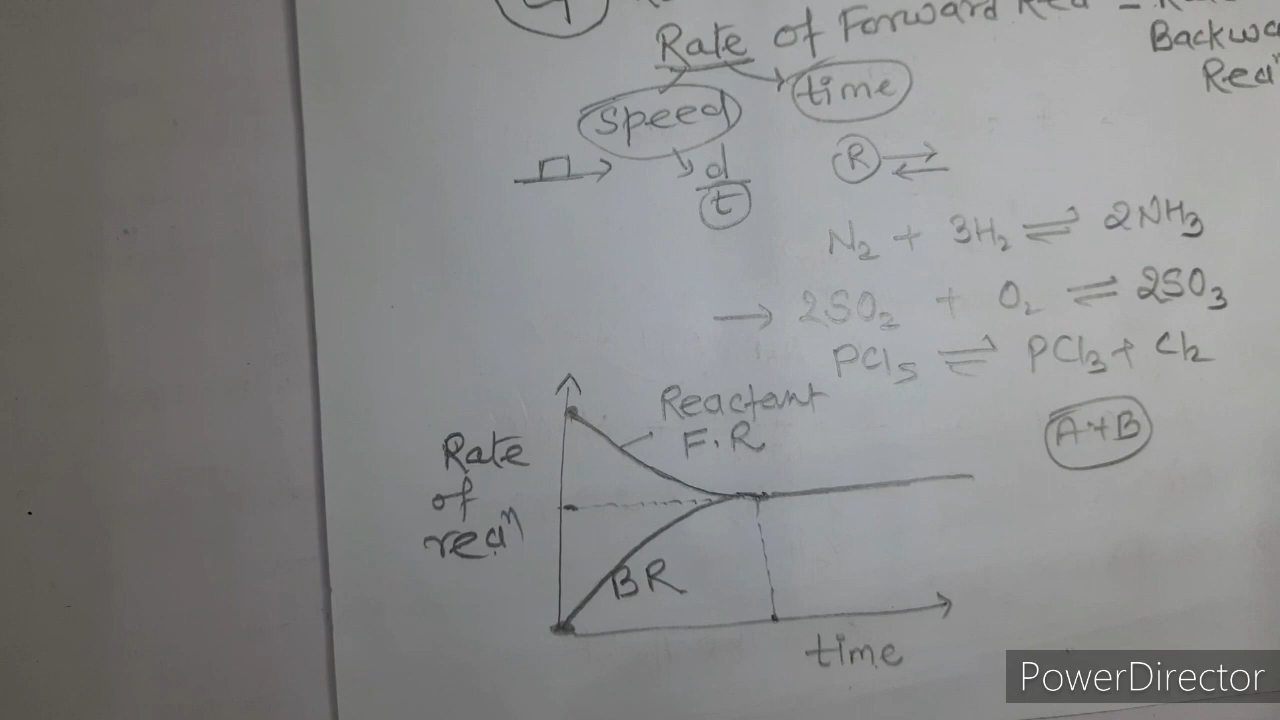 Rate of Forward Rea
Backwa
Reaⁿ
speed
time
d
t
R ⇌
N₂ + 3H₂ ⇌ 2NH₃
→ 2SO₂ + O₂ ⇌ 2SO₃
PCl₅ ⇌ PCl₃ + Cl₂
Reactant
F.R
A+B
Rate
of
reaⁿ
BR
time
PowerDirector